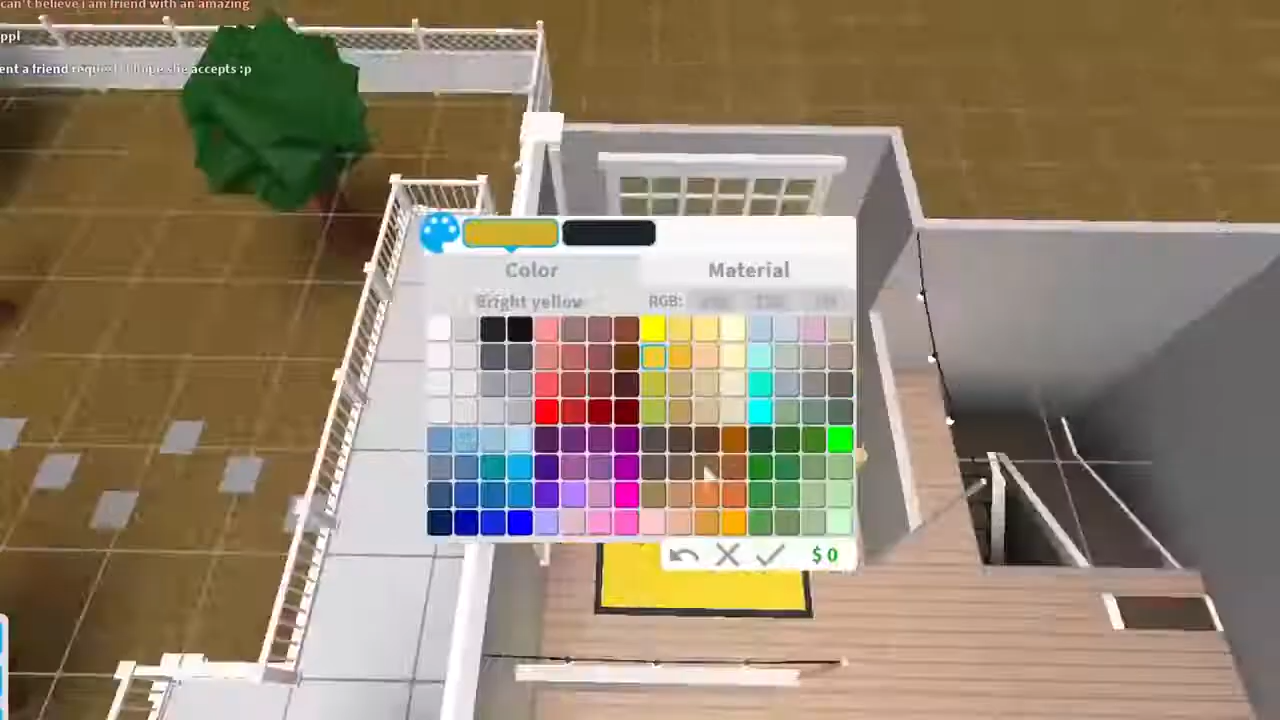 can't believe i am friend with an amazing
ppl
ent a friend request i hope she accepts :p
Color
Material
Bright yellow
RGB:
$ 0